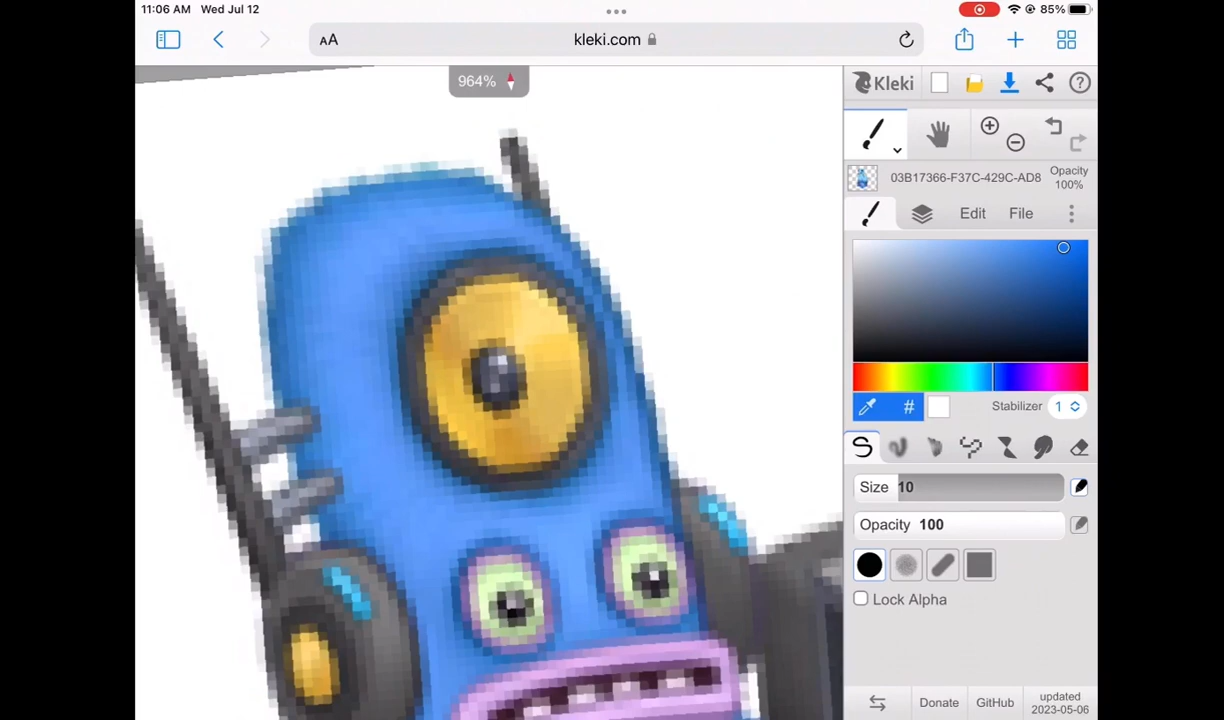 11:06 AM Wed Jul 12
85%
AA
kleki.com
964%
Kleki
03B17366-F37C-429C-AD8
Opacity
100%
Edit
File
#
Stabilizer 1
Size 10
Opacity 100
Lock Alpha
Donate
GitHub
updated
2023-05-06